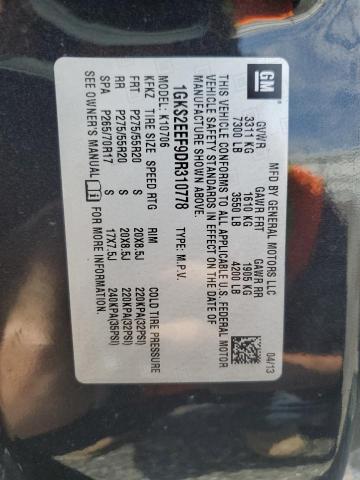 GM
MFD BY GENERAL MOTORS LLC 04/13
GVWR GAWR FRT GAWR RR
3311 KG 1610 KG 1905 KG
7300 LB 3550 LB 4200 LB
THIS VEHICLE CONFORMS TO ALL APPLICABLE U.S. FEDERAL MOTOR
VEHICLE SAFETY STANDARDS IN EFFECT ON THE DATE OF
MANUFACTURE SHOWN ABOVE.
1GKS2EEF9DR310778 TYPE: M.P.V.
MODEL: K10706
KFKZ TIRE SIZE SPEED RTG RIM COLD TIRE PRESSURE
FRT P275/55R20 S 20X8.5J 220KPA(32PSI)
RR P275/55R20 S 20X8.5J 220KPA(32PSI)
SPA P265/70R17 S 17X7.5J 240KPA(35PSI)
SEE OWNER'S MANUAL